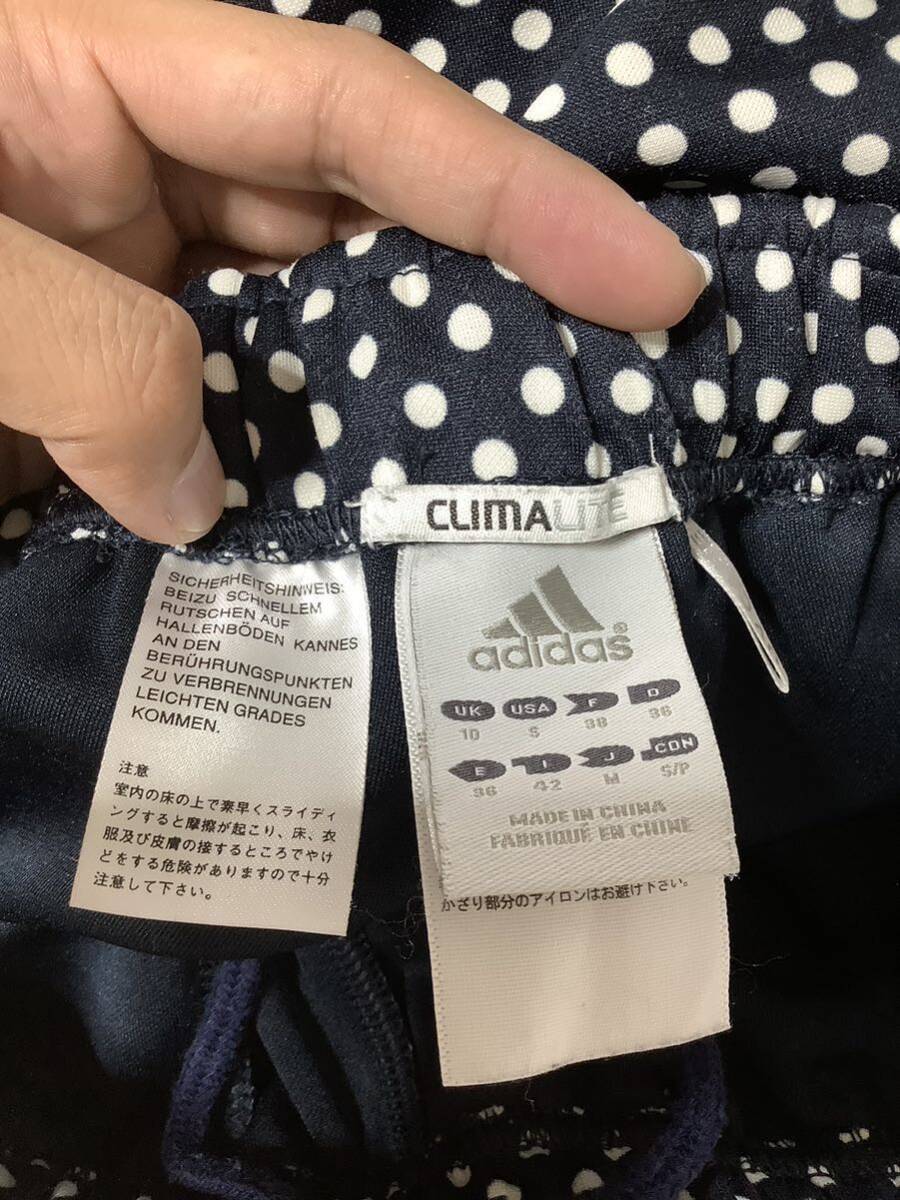 CLIMALITE
SICHERHEITSHINWEIS:
BEIZU SCHNELLEM
RUTSCHEN AUF
HALLENBÖDEN KANNES
AN DEN
BERÜHRUNGSPUNKTEN
ZU VERBRENNUNGEN
LEICHTEN GRADES
KOMMEN.
注意
室内の床の上で素早くスライディ
ングすると摩擦が起こり、床、衣
服及び皮膚の接するところでやけ
どをする危険がありますので十分
注意して下さい。
adidas®
UK USA F D
10 S 38 36
E I J CDN
36 42 M S/P
MADE IN CHINA
FABRIQUE EN CHINE
かざり部分のアイロンはお避け下さい。